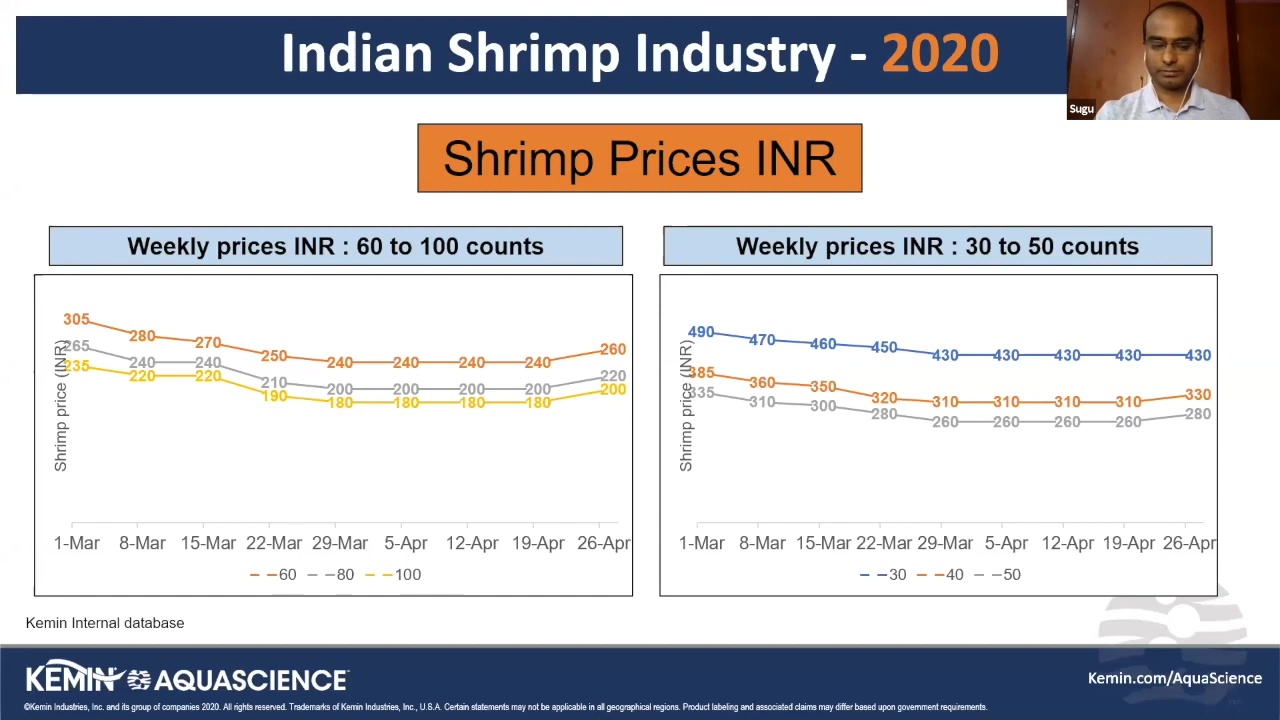 Indian Shrimp Industry - 2020
Sugu
Shrimp Prices INR
Weekly prices INR : 60 to 100 counts
Shrimp price (INR)
305 280 270 250 240 240 240 240 260
265 240 240 210 200 200 200 200 220
235 220 220 190 180 180 180 180 200
1-Mar 8-Mar 15-Mar 22-Mar 29-Mar 5-Apr 12-Apr 19-Apr 26-Apr
60 80 100
Weekly prices INR : 30 to 50 counts
Shrimp price (INR)
490 470 460 450 430 430 430 430 430
385 360 350 320 310 310 310 310 330
335 310 300 280 260 260 260 260 280
1-Mar 8-Mar 15-Mar 22-Mar 29-Mar 5-Apr 12-Apr 19-Apr 26-Apr
30 40 50
Kemin Internal database
KEMIN AQUASCIENCE™
Kemin.com/AquaScience
©Kemin Industries, Inc. and its group of companies 2020. All rights reserved. Trademarks of Kemin Industries, Inc., U.S.A. Certain statements may not be applicable in all geographical regions. Product labeling and associated claims may differ based upon government requirements.